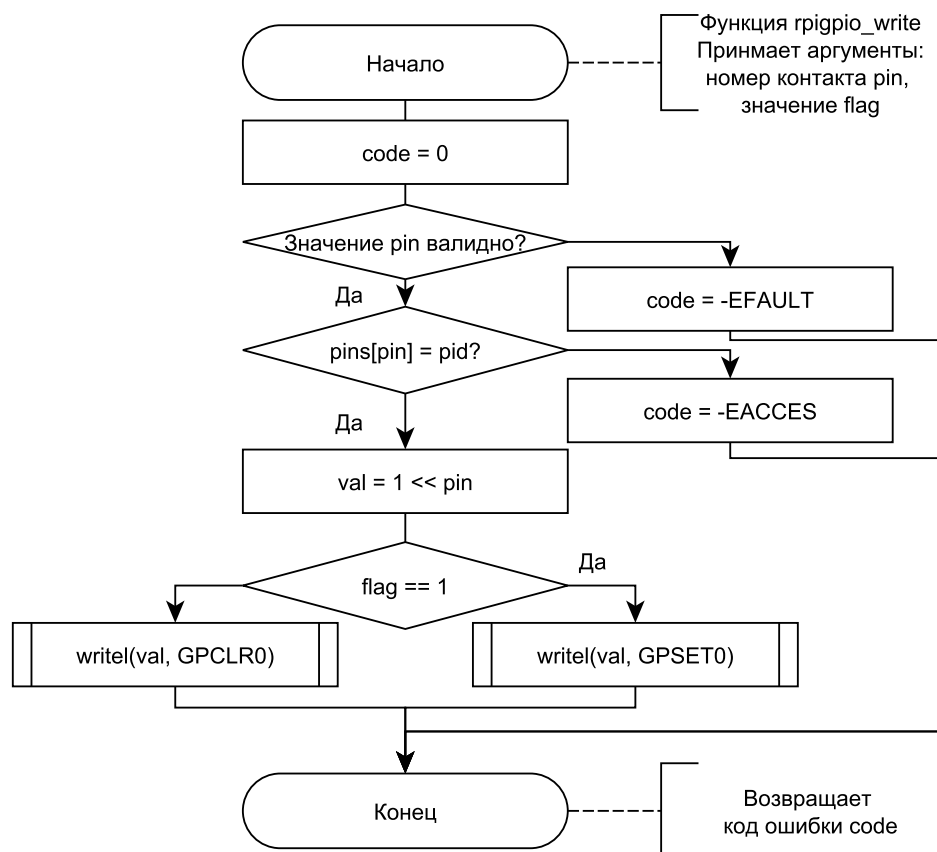 Начало
Функция rpigpio_write
Принмает аргументы:
номер контакта pin,
значение flag
code = 0
Значение pin валидно?
Да
code = -EFAULT
pins[pin] = pid?
Да
code = -EACCES
val = 1 << pin
flag == 1
Да
writel(val, GPCLR0)
writel(val, GPSET0)
Конец
Возвращает
код ошибки code